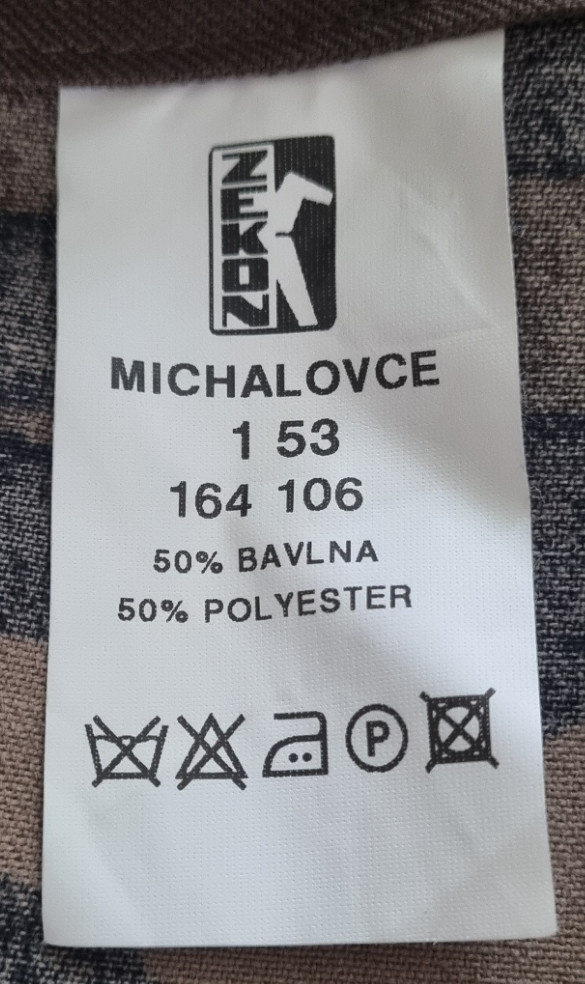 ZEKON
MICHALOVCE
1 53
164 106
50% BAVLNA
50% POLYESTER
P